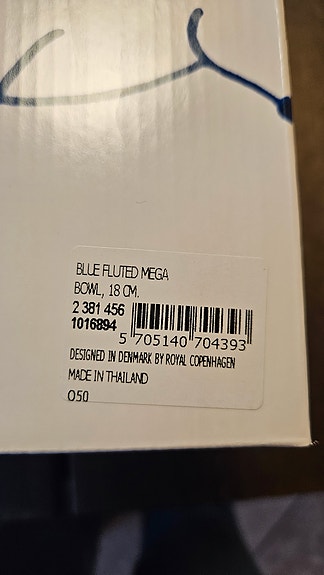 BLUE FLUTED MEGA
BOWL, 18 CM.
2 381 456
1016894
5 705140 704393
DESIGNED IN DENMARK BY ROYAL COPENHAGEN
MADE IN THAILAND
O50